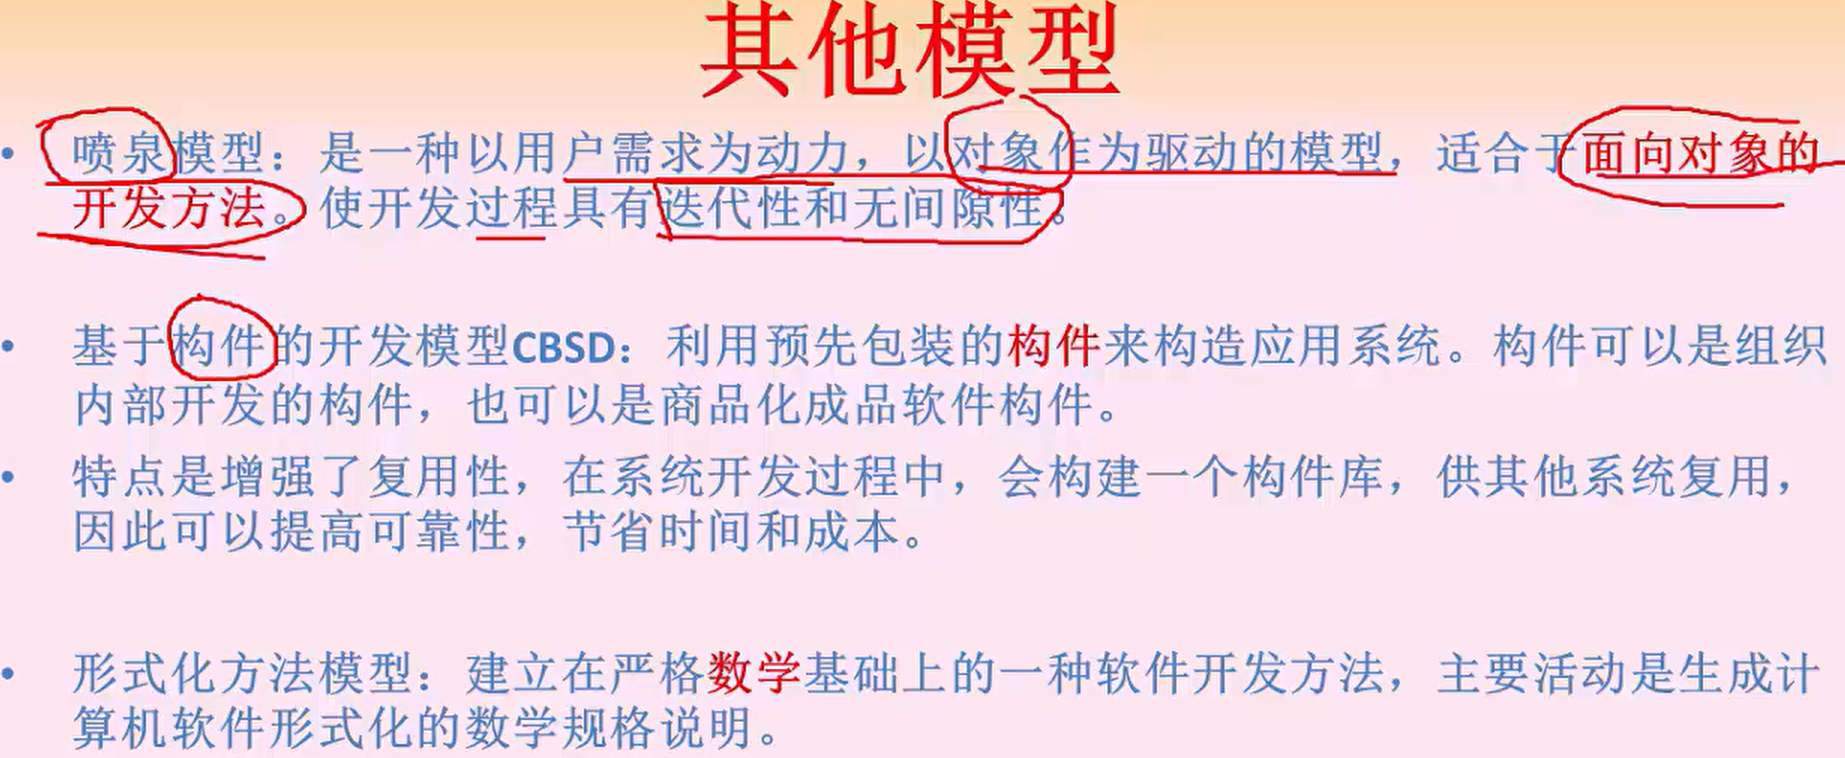 其他模型
• 喷泉模型：是一种以用户需求为动力，以对象作为驱动的模型，适合于面向对象的
开发方法。使开发过程具有迭代性和无间隙性。
• 基于构件的开发模型CBSD：利用预先包装的构件来构造应用系统。构件可以是组织
内部开发的构件，也可以是商品化成品软件构件。
• 特点是增强了复用性，在系统开发过程中，会构建一个构件库，供其他系统复用，
因此可以提高可靠性，节省时间和成本。
• 形式化方法模型：建立在严格数学基础上的一种软件开发方法，主要活动是生成计
算机软件形式化的数学规格说明。